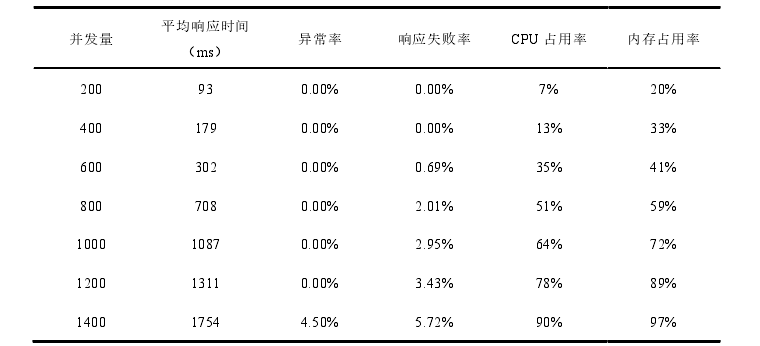 并发量 平均响应时间（ms） 异常率 响应失败率 CPU 占用率 内存占用率
200 93 0.00% 0.00% 7% 20%
400 179 0.00% 0.00% 13% 33%
600 302 0.00% 0.69% 35% 41%
800 708 0.00% 2.01% 51% 59%
1000 1087 0.00% 2.95% 64% 72%
1200 1311 0.00% 3.43% 78% 89%
1400 1754 4.50% 5.72% 90% 97%